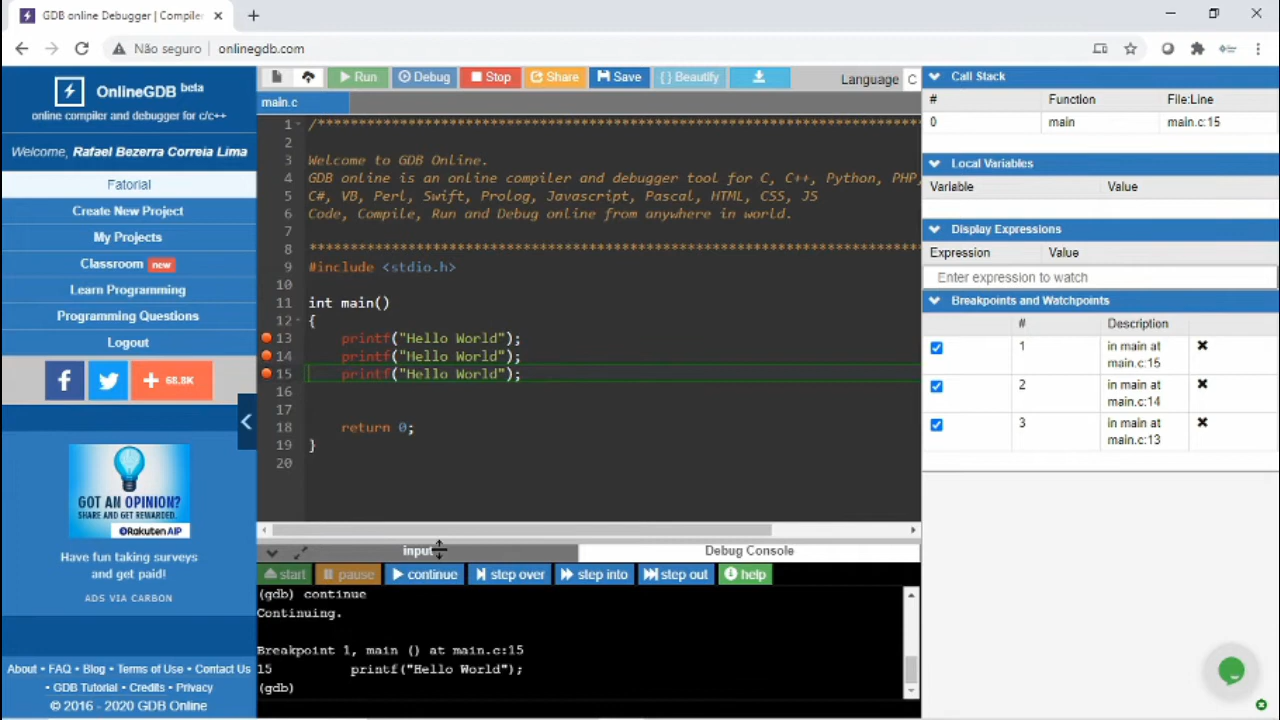 GDB online Debugger | Compiler
Não seguro
onlinegdb.com
OnlineGDB beta
online compiler and debugger for c/c++
Welcome, Rafael Bezerra Correia Lima
Fatorial
Create New Project
My Projects
Classroom new
Learn Programming
Programming Questions
Logout
68.8K
GOT AN OPINION?
SHARE AND GET REWARDED.
Rakuten AIP
Have fun taking surveys
and get paid!
ADS VIA CARBON
About • FAQ • Blog • Terms of Use • Contact Us
• GDB Tutorial • Credits • Privacy
© 2016 - 2020 GDB Online
Run Debug Stop Share Save { } Beautify
Language C
main.c
1 /***************************************************************************
2
3 Welcome to GDB Online.
4 GDB online is an online compiler and debugger tool for C, C++, Python, PHP,
5 C#, VB, Perl, Swift, Prolog, Javascript, Pascal, HTML, CSS, JS
6 Code, Compile, Run and Debug online from anywhere in world.
7
8 ***************************************************************************
9 #include <stdio.h>
10
11 int main()
12 {
13 printf("Hello World");
14 printf("Hello World");
15 printf("Hello World");
16
17
18 return 0;
19 }
20
input
Debug Console
start pause continue step over step into step out help
(gdb) continue
Continuing.
Breakpoint 1, main () at main.c:15
15 printf("Hello World");
(gdb)
Call Stack
# Function File:Line
0 main main.c:15
Local Variables
Variable Value
Display Expressions
Expression Value
Enter expression to watch
Breakpoints and Watchpoints
# Description
1 in main at
main.c:15
2 in main at
main.c:14
3 in main at
main.c:13